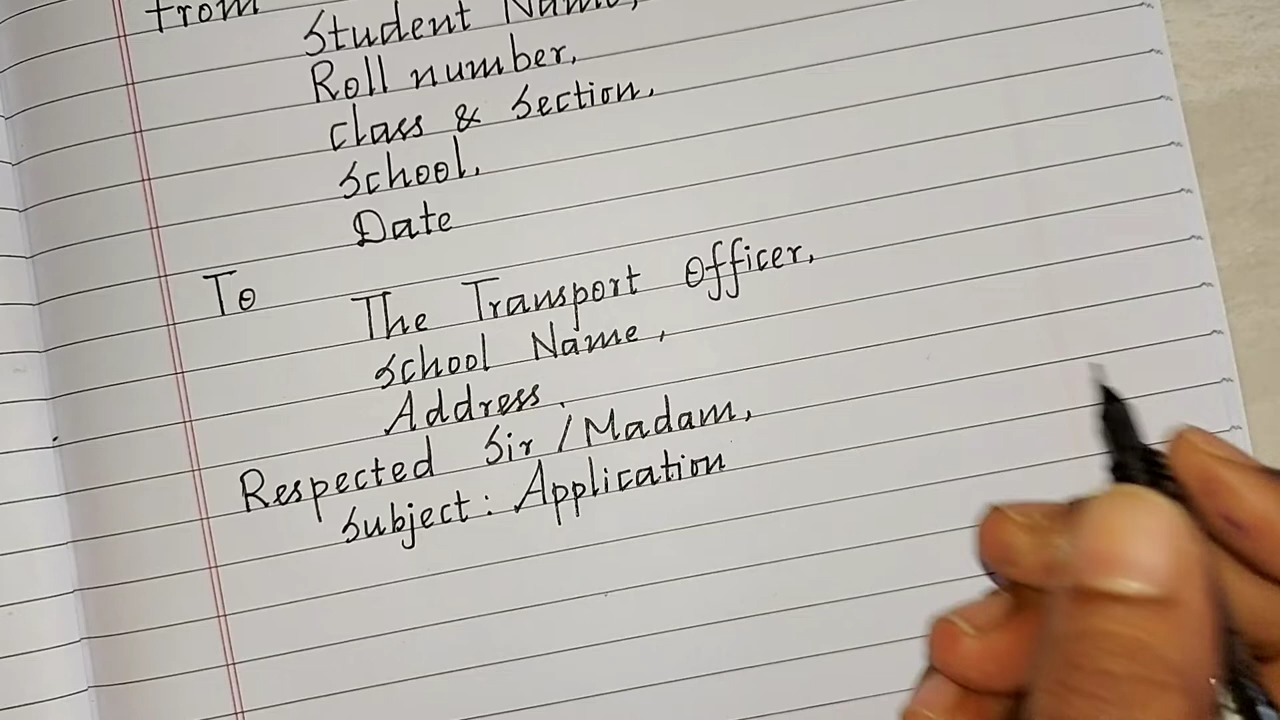 From
Student Name,
Roll number,
class & Section.
School.
Date
To
The Transport Officer,
School Name,
Address.
Respected Sir/Madam,
Subject: Application